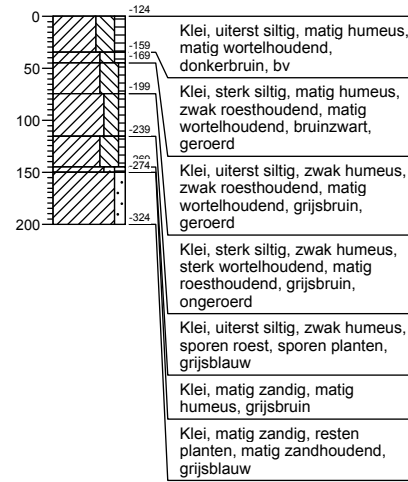 0
50
100
150
200
-124
-159
-169
-199
-239
-269
-274
-324
Klei, uiterst siltig, matig humeus,
matig wortelhoudend,
donkerbruin, bv
Klei, sterk siltig, matig humeus,
zwak roesthoudend, matig
wortelhoudend, bruinzwart,
geroerd
Klei, uiterst siltig, zwak humeus,
zwak roesthoudend, matig
wortelhoudend, grijsbruin,
geroerd
Klei, sterk siltig, zwak humeus,
sterk wortelhoudend, matig
roesthoudend, grijsbruin,
ongeroerd
Klei, uiterst siltig, zwak humeus,
sporen roest, sporen planten,
grijsblauw
Klei, matig zandig, matig
humeus, grijsbruin
Klei, matig zandig, resten
planten, matig zandhoudend,
grijsblauw